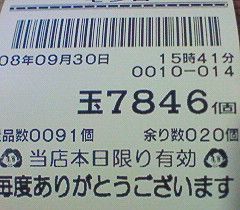 08年09月30日 15時41分
0010-014
玉7846個
品数0091個 余り数020個
当店本日限り有効
毎度ありがとうございます